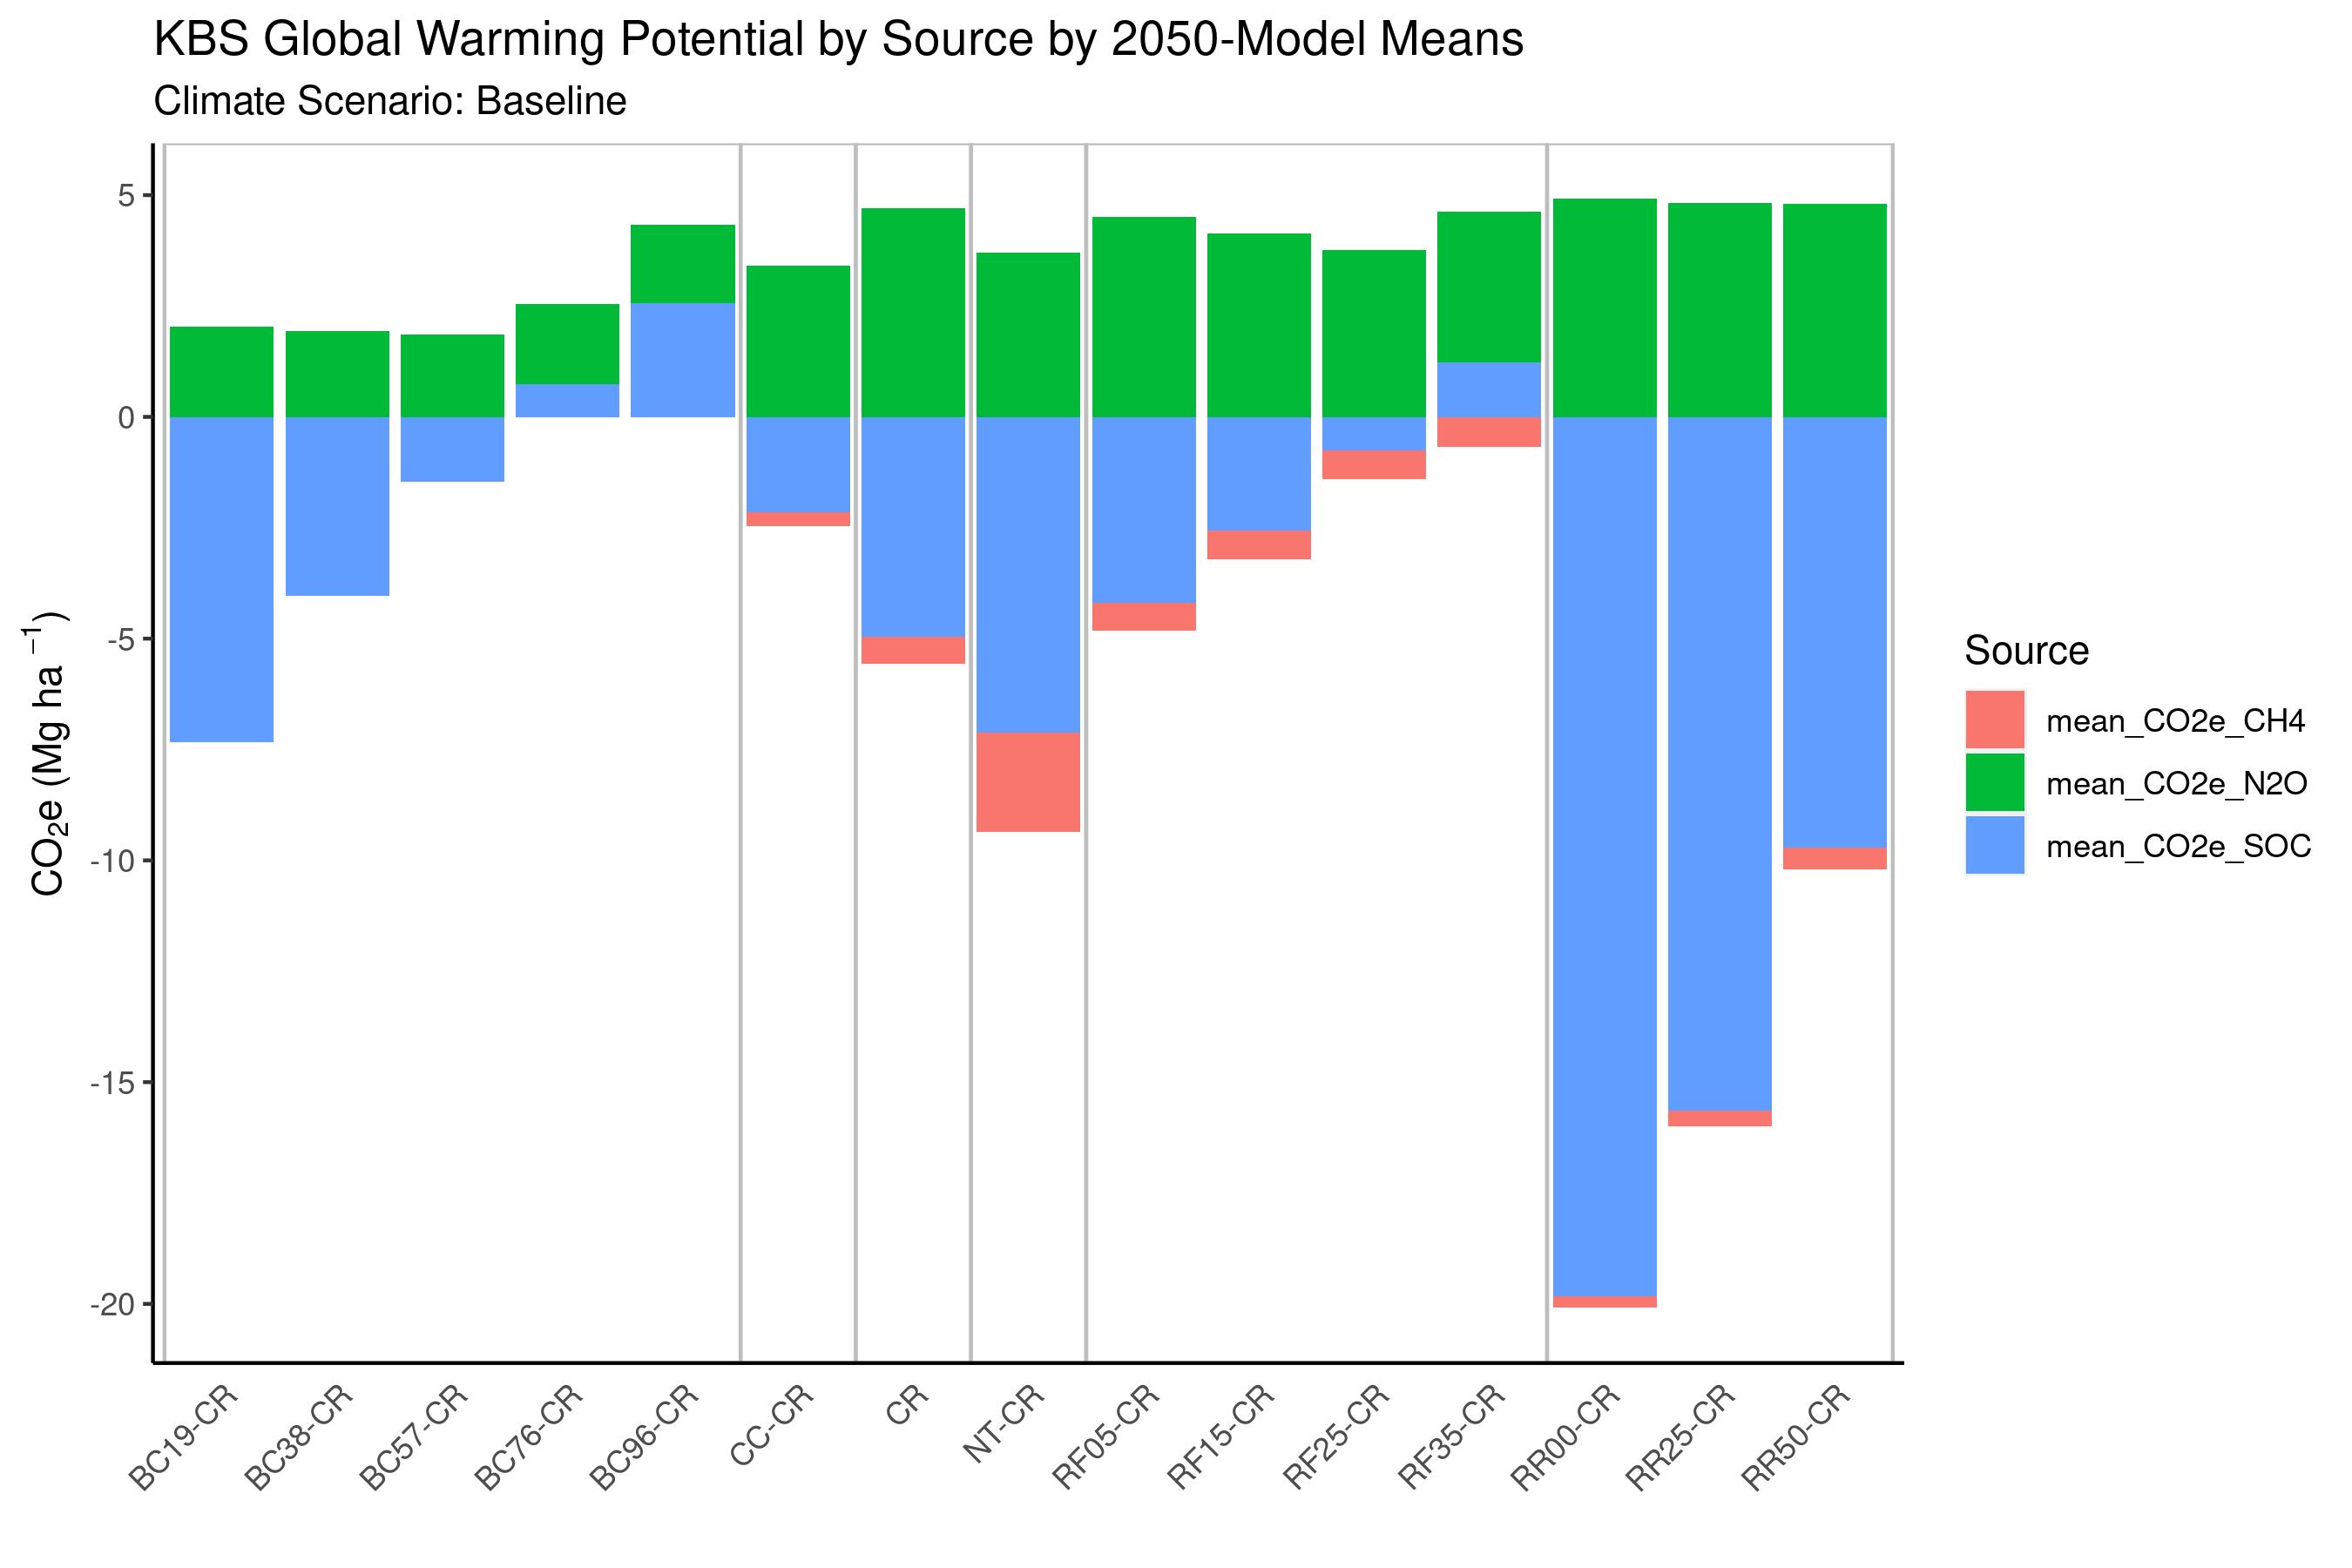 KBS Global Warming Potential by Source by 2050-Model Means
Climate Scenario: Baseline
CO₂e (Mg ha ⁻¹)
5
0
-5
-10
-15
-20
BC19-CR
BC38-CR
BC57-CR
BC76-CR
BC96-CR
CC-CR
CR
NT-CR
RF05-CR
RF15-CR
RF25-CR
RF35-CR
RR00-CR
RR25-CR
RR50-CR
Source
mean_CO2e_CH4
mean_CO2e_N2O
mean_CO2e_SOC